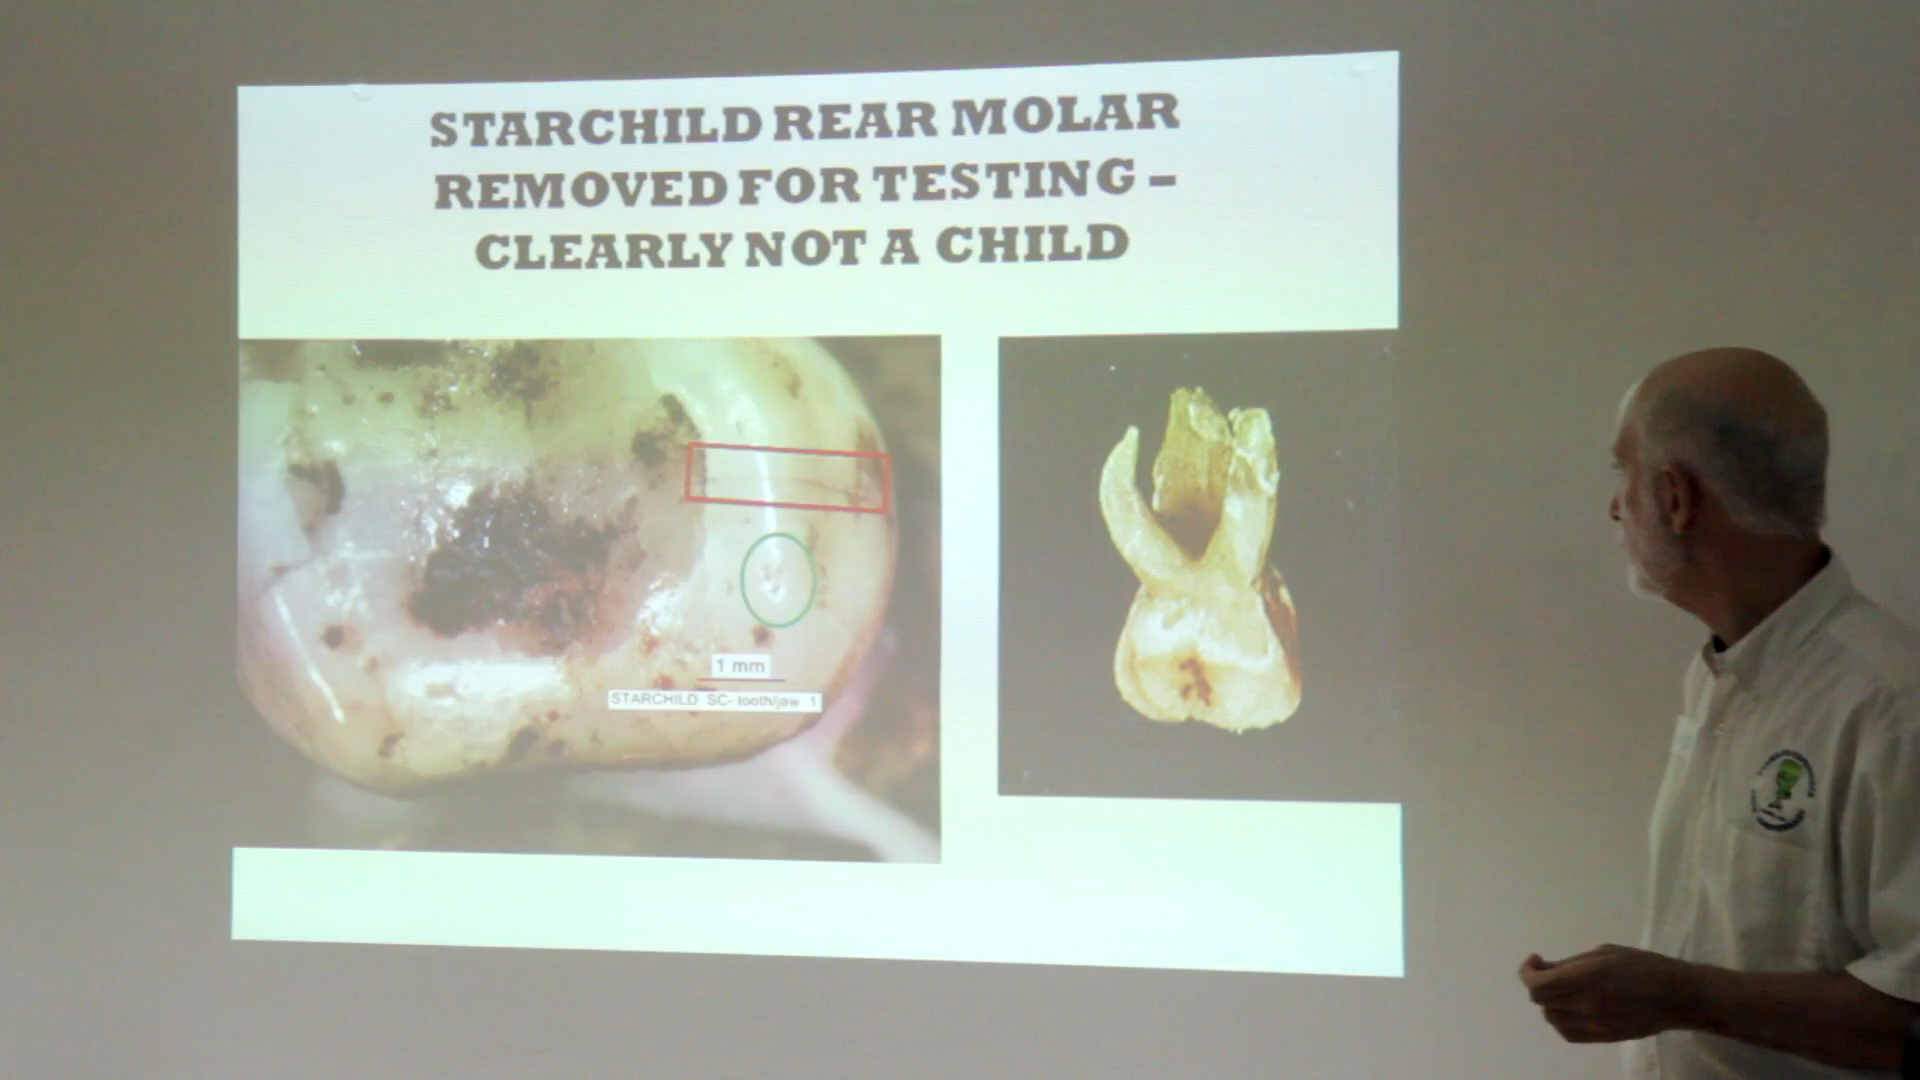 STARCHILD REAR MOLAR
REMOVED FOR TESTING –
CLEARLY NOT A CHILD
1 mm
STARCHILD SC- tooth/jaw 1